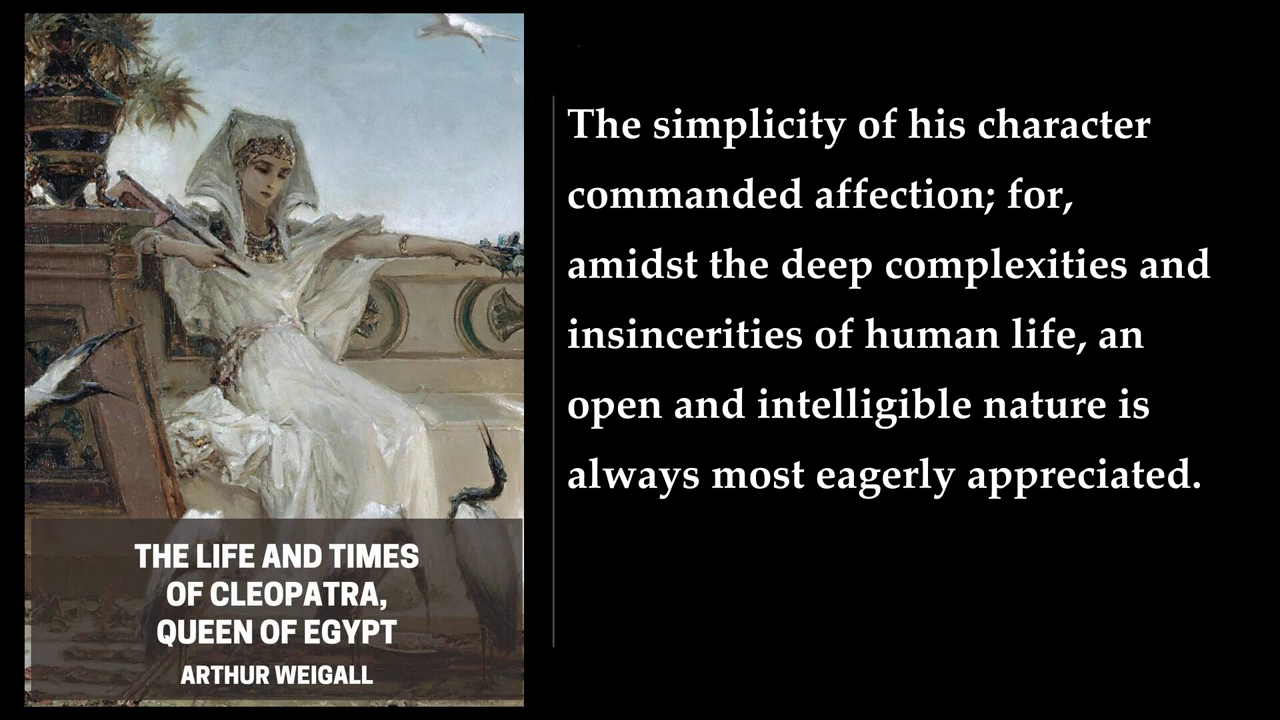 The simplicity of his character
commanded affection; for,
amidst the deep complexities and
insincerities of human life, an
open and intelligible nature is
always most eagerly appreciated.
THE LIFE AND TIMES
OF CLEOPATRA,
QUEEN OF EGYPT
ARTHUR WEIGALL